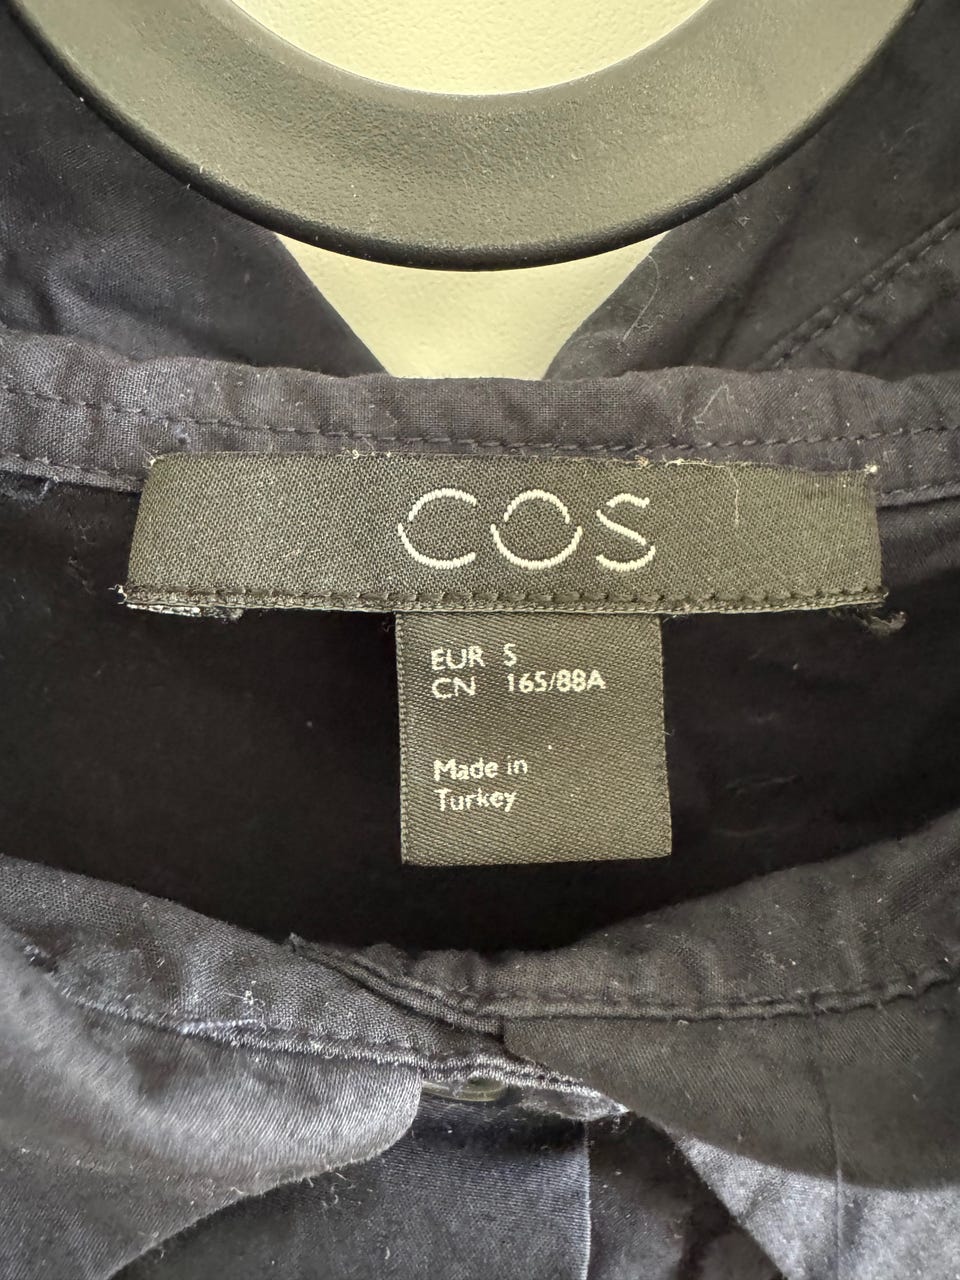 COS
EUR S
CN 165/88A
Made in
Turkey